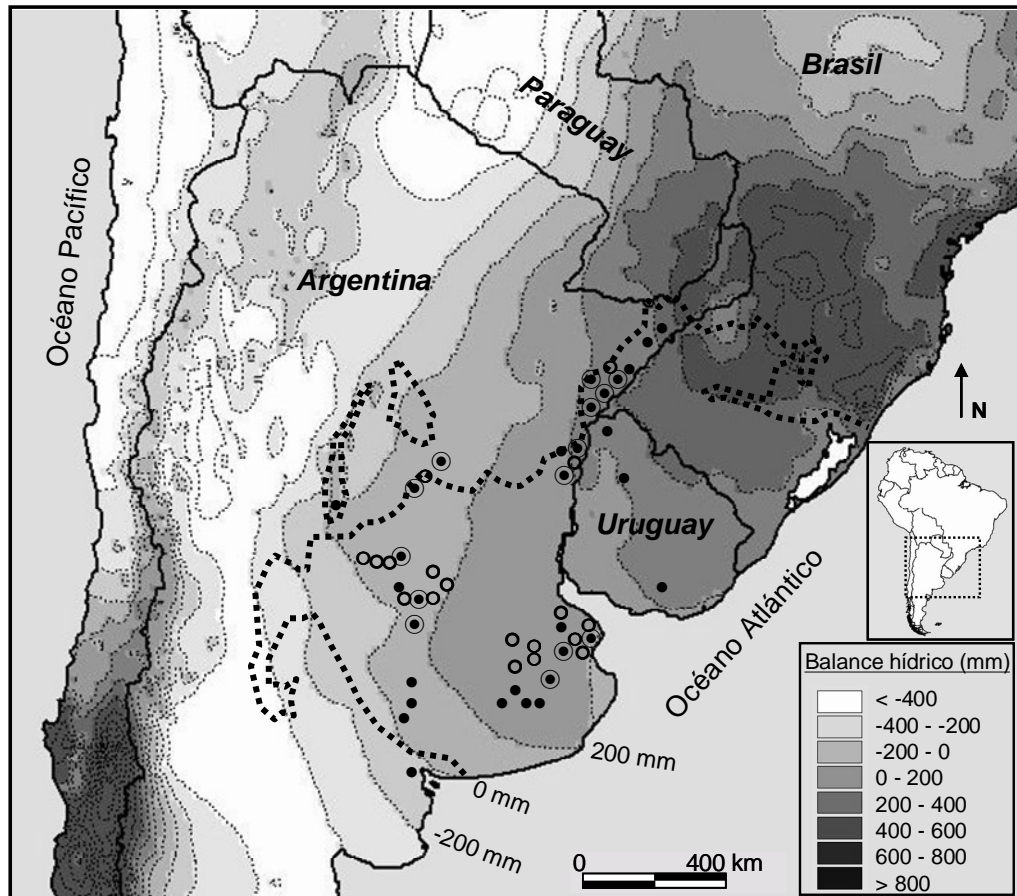 Brasil
Paraguay
Océano Pacífico
Argentina
N
Uruguay
Océano Atlántico
200 mm
0 mm
-200 mm
0 400 km
Balance hídrico (mm)
< -400
-400 - -200
-200 - 0
0 - 200
200 - 400
400 - 600
600 - 800
> 800